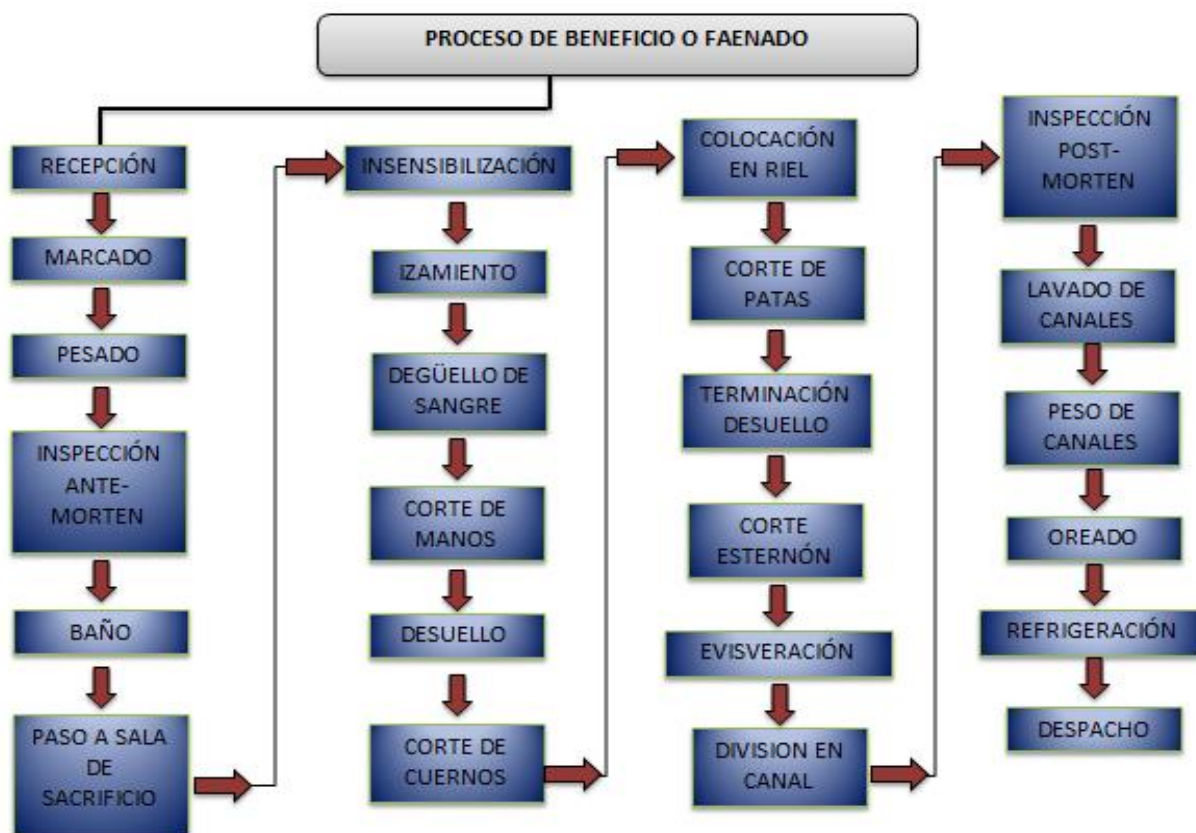 PROCESO DE BENEFICIO O FAENADO
RECEPCIÓN
MARCADO
PESADO
INSPECCIÓN
ANTE-
MORTEN
BAÑO
PASO A SALA
DE
SACRIFICIO
INSENSIBILIZACIÓN
IZAMIENTO
DEGÜELLO DE
SANGRE
CORTE DE
MANOS
DESUELLO
CORTE DE
CUERNOS
COLOCACIÓN
EN RIEL
CORTE DE
PATAS
TERMINACIÓN
DESUELLO
CORTE
ESTERNÓN
EVISVERACIÓN
DIVISION EN
CANAL
INSPECCIÓN
POST-
MORTEN
LAVADO DE
CANALES
PESO DE
CANALES
OREADO
REFRIGERACIÓN
DESPACHO